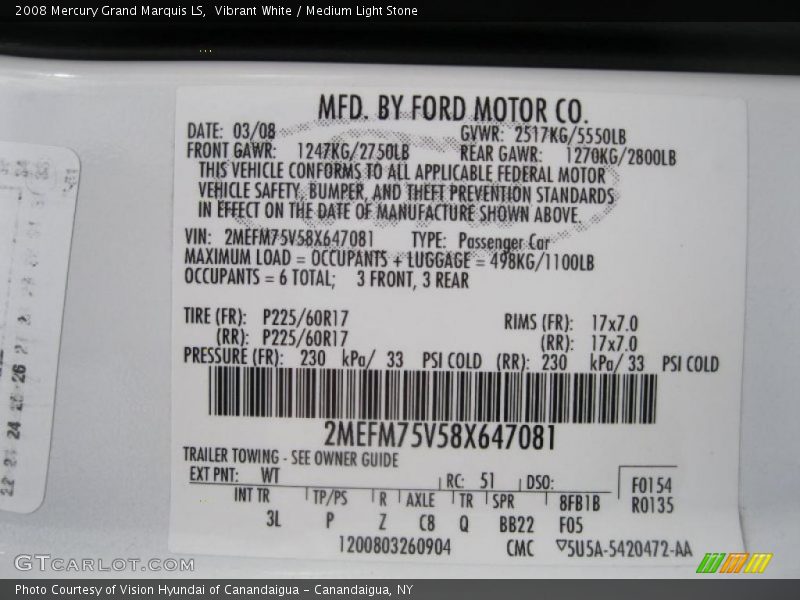 2008 Mercury Grand Marquis LS,  Vibrant White / Medium Light Stone
MFD. BY FORD MOTOR CO.
DATE: 03/08 GVWR: 2517KG/5550LB
FRONT GAWR: 1247KG/2750LB REAR GAWR: 1270KG/2800LB
THIS VEHICLE CONFORMS TO ALL APPLICABLE FEDERAL MOTOR
VEHICLE SAFETY, BUMPER, AND THEFT PREVENTION STANDARDS
IN EFFECT ON THE DATE OF MANUFACTURE SHOWN ABOVE.
VIN: 2MEFM75V58X647081 TYPE: Passenger Car
MAXIMUM LOAD = OCCUPANTS + LUGGAGE = 498KG/1100LB
OCCUPANTS = 6 TOTAL; 3 FRONT, 3 REAR
TIRE (FR): P225/60R17 RIMS (FR): 17x7.0
(RR): P225/60R17 (RR): 17x7.0
PRESSURE (FR): 230 kPa/ 33 PSI COLD (RR): 230 kPa/ 33 PSI COLD
2MEFM75V58X647081
TRAILER TOWING - SEE OWNER GUIDE
EXT PNT: WT RC: 51 DSO: F0154
INT TR TP/PS R AXLE TR SPR 8FB1B R0135
3L P Z C8 Q BB22 F05
1200803260904 CMC 5U5A-5420472-AA
24 26
GTCARLOT.COM
Photo Courtesy of Vision Hyundai of Canandaigua – Canandaigua, NY